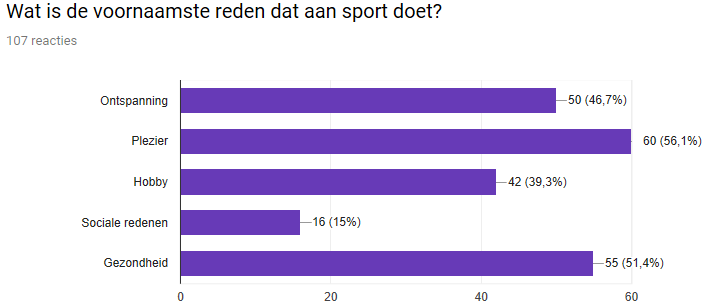 Wat is de voornaamste reden dat aan sport doet?
107 reacties
Ontspanning 50 (46,7%)
Plezier 60 (56,1%)
Hobby 42 (39,3%)
Sociale redenen 16 (15%)
Gezondheid 55 (51,4%)
0 20 40 60